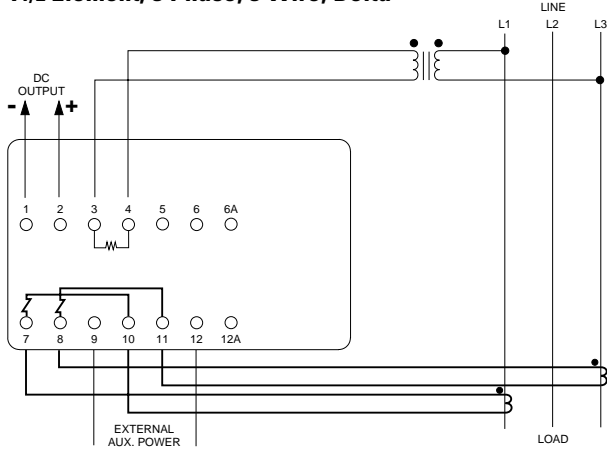 1½ Element, 3 Phase, 3 Wire, Delta
LINE
L1 L2 L3
DC
OUTPUT
- +
1 2 3 4 5 6 6A
7 8 9 10 11 12 12A
EXTERNAL
AUX. POWER
LOAD